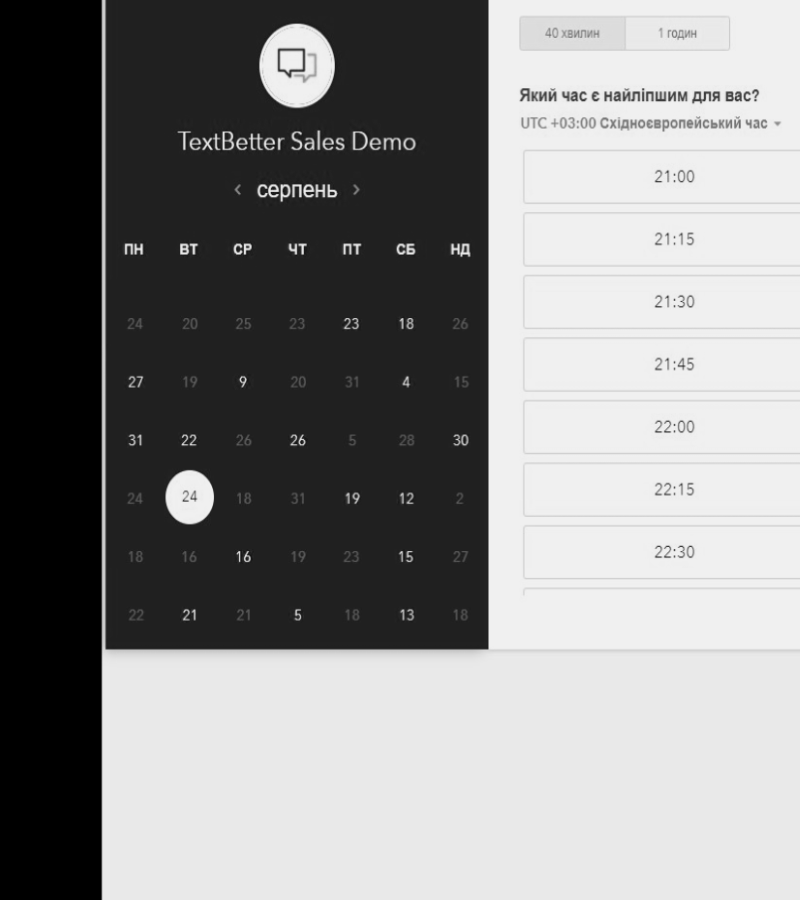 TextBetter Sales Demo
серпень
ПН ВТ СР ЧТ ПТ СБ НД
24 20 25 23 23 18 26
27 19 9 20 31 4 15
31 22 26 26 5 28 30
24 24 18 31 19 12 2
18 16 16 19 23 15 27
22 21 21 5 18 13 18
40 хвилин 1 годин
Який час є найліпшим для вас?
UTC +03:00 Східноєвропейський час
21:00
21:15
21:30
21:45
22:00
22:15
22:30